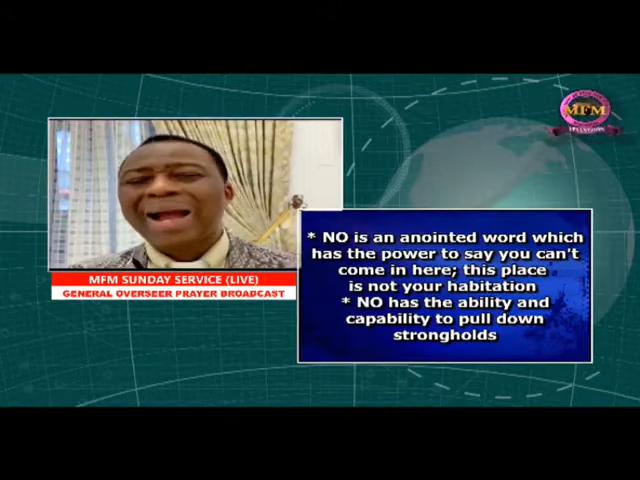 MFM
TELEVISION
MFM SUNDAY SERVICE (LIVE)
GENERAL OVERSEER PRAYER BROADCAST
* NO is an anointed word which
has the power to say you can't
come in here; this place
is not your habitation
* NO has the ability and
capability to pull down
strongholds